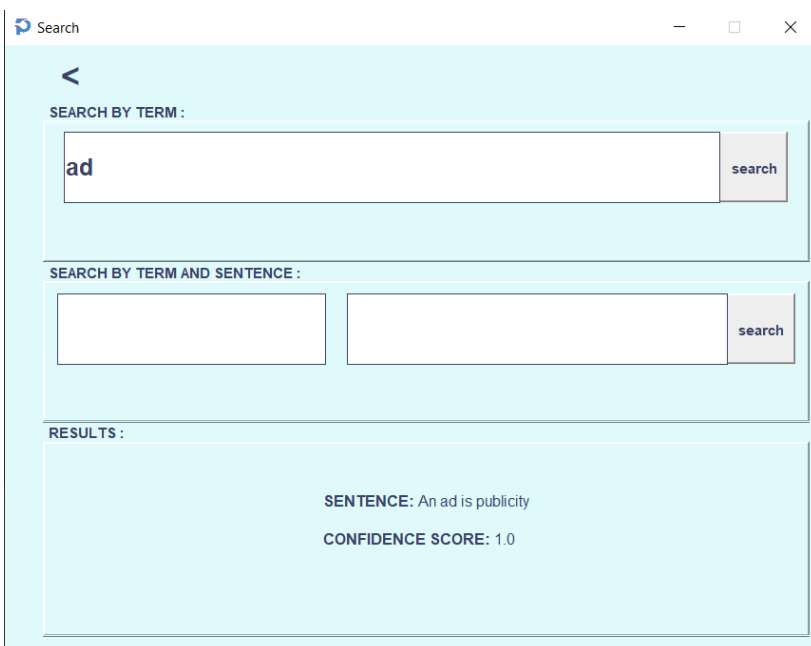 Search
<
SEARCH BY TERM :
ad search
SEARCH BY TERM AND SENTENCE :
search
RESULTS :
SENTENCE: An ad is publicity
CONFIDENCE SCORE: 1.0